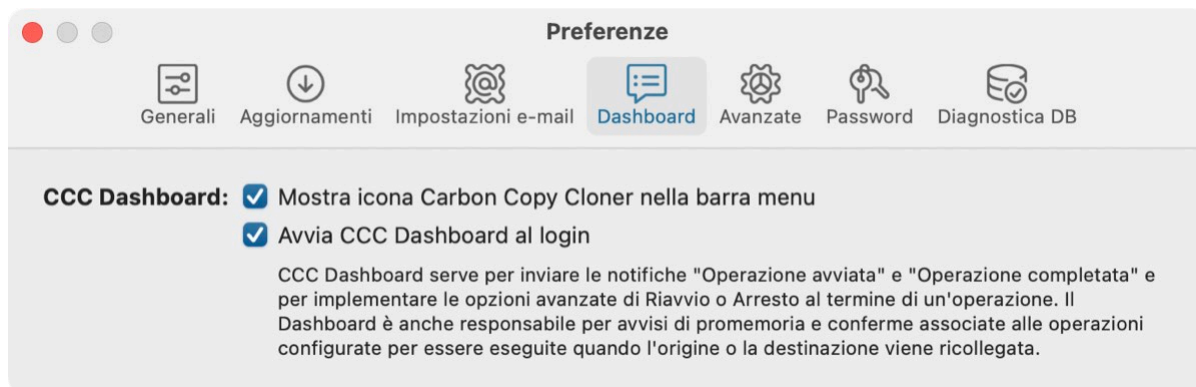 Preferenze
Generali Aggiornamenti Impostazioni e-mail Dashboard Avanzate Password Diagnostica DB
CCC Dashboard: Mostra icona Carbon Copy Cloner nella barra menu
Avvia CCC Dashboard al login
CCC Dashboard serve per inviare le notifiche "Operazione avviata" e "Operazione completata" e
per implementare le opzioni avanzate di Riavvio o Arresto al termine di un'operazione. Il
Dashboard è anche responsabile per avvisi di promemoria e conferme associate alle operazioni
configurate per essere eseguite quando l'origine o la destinazione viene ricollegata.